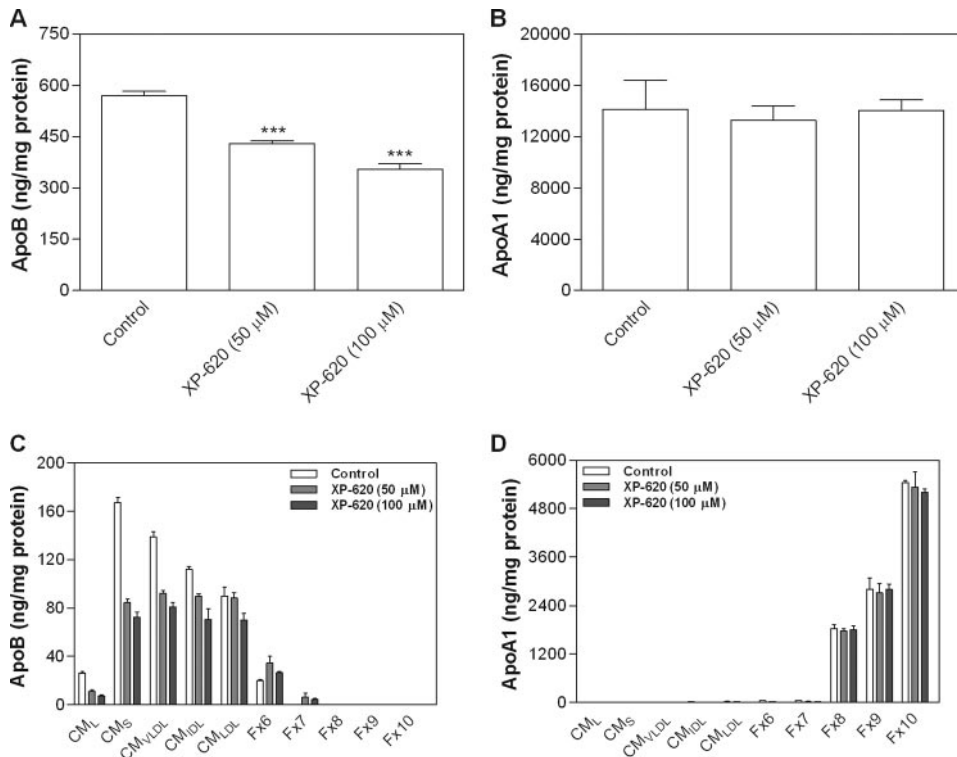 A
ApoB (ng/mg protein)
750
600
450
300
150
0
***
***
Control
XP-620 (50 μM)
XP-620 (100 μM)
B
ApoA1 (ng/mg protein)
20000
16000
12000
8000
4000
0
Control
XP-620 (50 μM)
XP-620 (100 μM)
C
ApoB (ng/mg protein)
200
160
120
80
40
0
Control
XP-620 (50 μM)
XP-620 (100 μM)
CML
CMS
CMVLDL
CMIDL
CMLDL
Fx6
Fx7
Fx8
Fx9
Fx10
D
ApoA1 (ng/mg protein)
6000
4800
3600
2400
1200
0
Control
XP-620 (50 μM)
XP-620 (100 μM)
CML
CMS
CMVLDL
CMIDL
CMLDL
Fx6
Fx7
Fx8
Fx9
Fx10